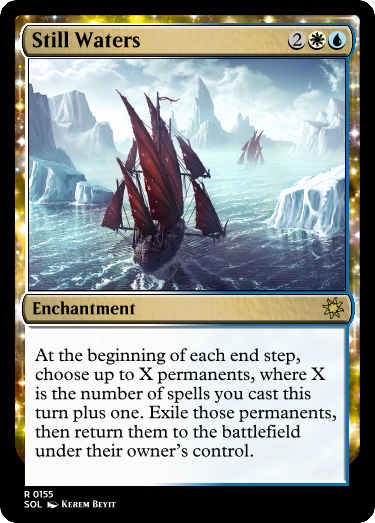 Still Waters 2
Enchantment
At the beginning of each end step,
choose up to X permanents, where X
is the number of spells you cast this
turn plus one. Exile those permanents,
then return them to the battlefield
under their owner's control.
R 0155
SOL Kerem Beyit